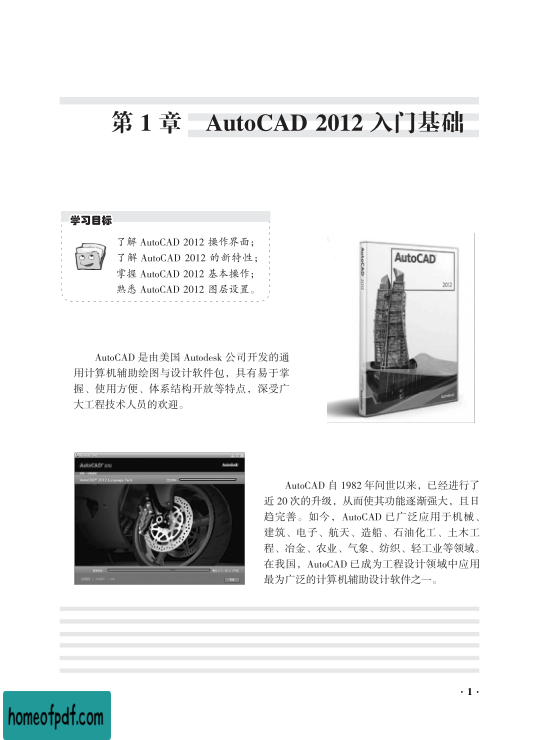 第 1 章 AutoCAD 2012 入门基础
学习目标
了解 AutoCAD 2012 操作界面；
了解 AutoCAD 2012 的新特性；
掌握 AutoCAD 2012 基本操作；
熟悉 AutoCAD 2012 图层设置。
AutoCAD
2012
AutoCAD 是由美国 Autodesk 公司开发的通
用计算机辅助绘图与设计软件包，具有易于掌
握、使用方便、体系结构开放等特点，深受广
大工程技术人员的欢迎。
AutoCAD 2012
Autodesk
AutoCAD® 2012 Language Pack
AutoCAD 自 1982 年问世以来，已经进行了
近 20 次的升级，从而使其功能逐渐强大，且日
趋完善。如今，AutoCAD 已广泛应用于机械、
建筑、电子、航天、造船、石油化工、土木工
程、冶金、农业、气象、纺织、轻工业等领域。
在我国，AutoCAD 已成为工程设计领域中应用
最为广泛的计算机辅助设计软件之一。
· 1 ·
homeofpdf.com